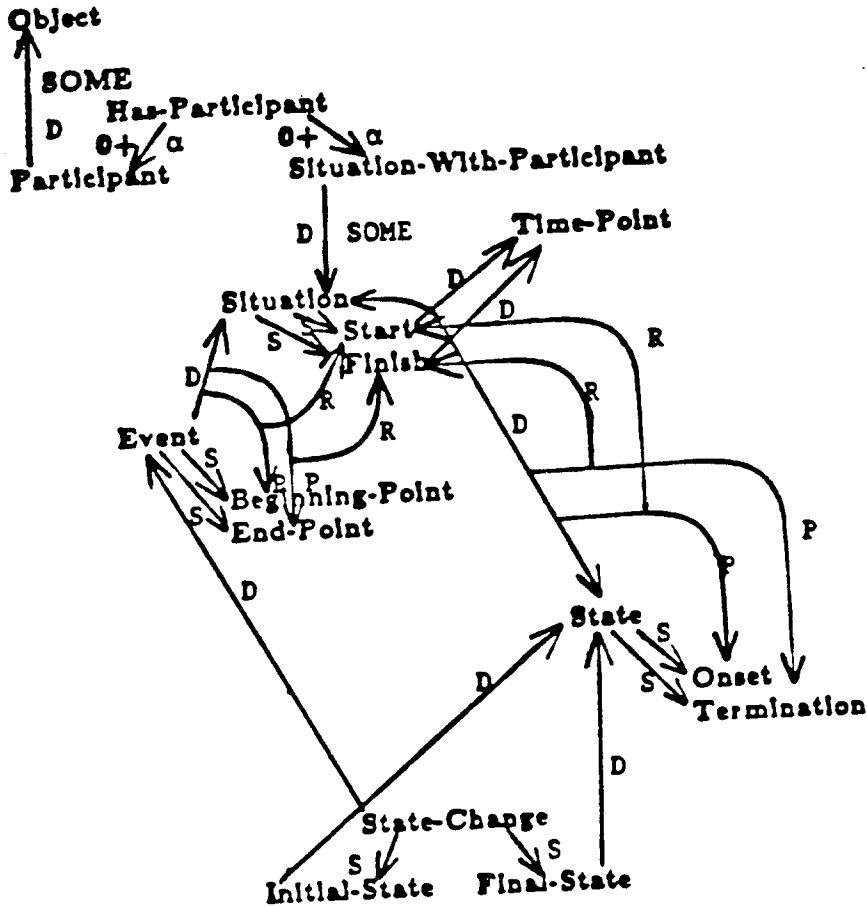 Object
SOME
Has-Participant
D
0+ α
0+ α
Participant
Situation-With-Participant
D SOME
Time-Point
D
Situation
D
S
Start
S
R
Finish
D
R
R
D
R
Event
S
P P
Beginning-Point
S
End-Point
P
P
D
State
S
D
S
Onset
Termination
D
State-Change
S
S
Initial-State
Final-State